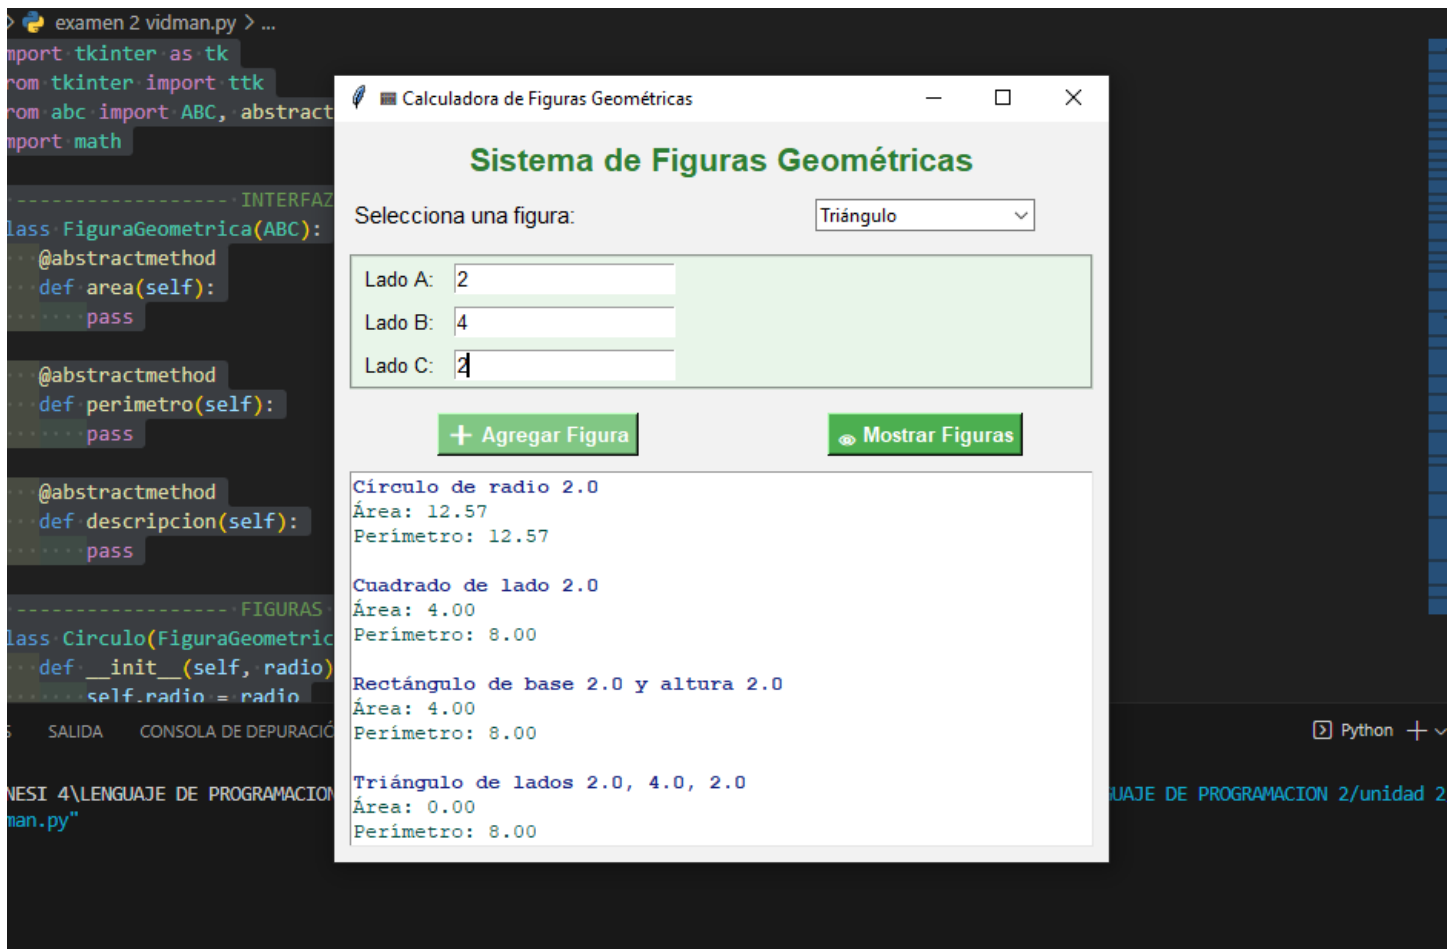 examen 2 vidman.py > ...
mport tkinter as tk
rom tkinter import ttk
rom abc import ABC, abstract
mport math
------------------ INTERFAZ
lass FiguraGeometrica(ABC):
@abstractmethod
def area(self):
pass
@abstractmethod
def perimetro(self):
pass
@abstractmethod
def descripcion(self):
pass
------------------ FIGURAS
lass Circulo(FiguraGeometric
def __init__(self, radio)
self.radio = radio
Calculadora de Figuras Geométricas
Sistema de Figuras Geométricas
Selecciona una figura: Triángulo
Lado A: 2
Lado B: 4
Lado C: 2
+ Agregar Figura Mostrar Figuras
Círculo de radio 2.0
Área: 12.57
Perímetro: 12.57
Cuadrado de lado 2.0
Área: 4.00
Perímetro: 8.00
Rectángulo de base 2.0 y altura 2.0
Área: 4.00
Perímetro: 8.00
Triángulo de lados 2.0, 4.0, 2.0
Área: 0.00
Perímetro: 8.00
S SALIDA CONSOLA DE DEPURACIÓ Python
NESI 4\LENGUAJE DE PROGRAMACION GUAJE DE PROGRAMACION 2/unidad 2
man.py"